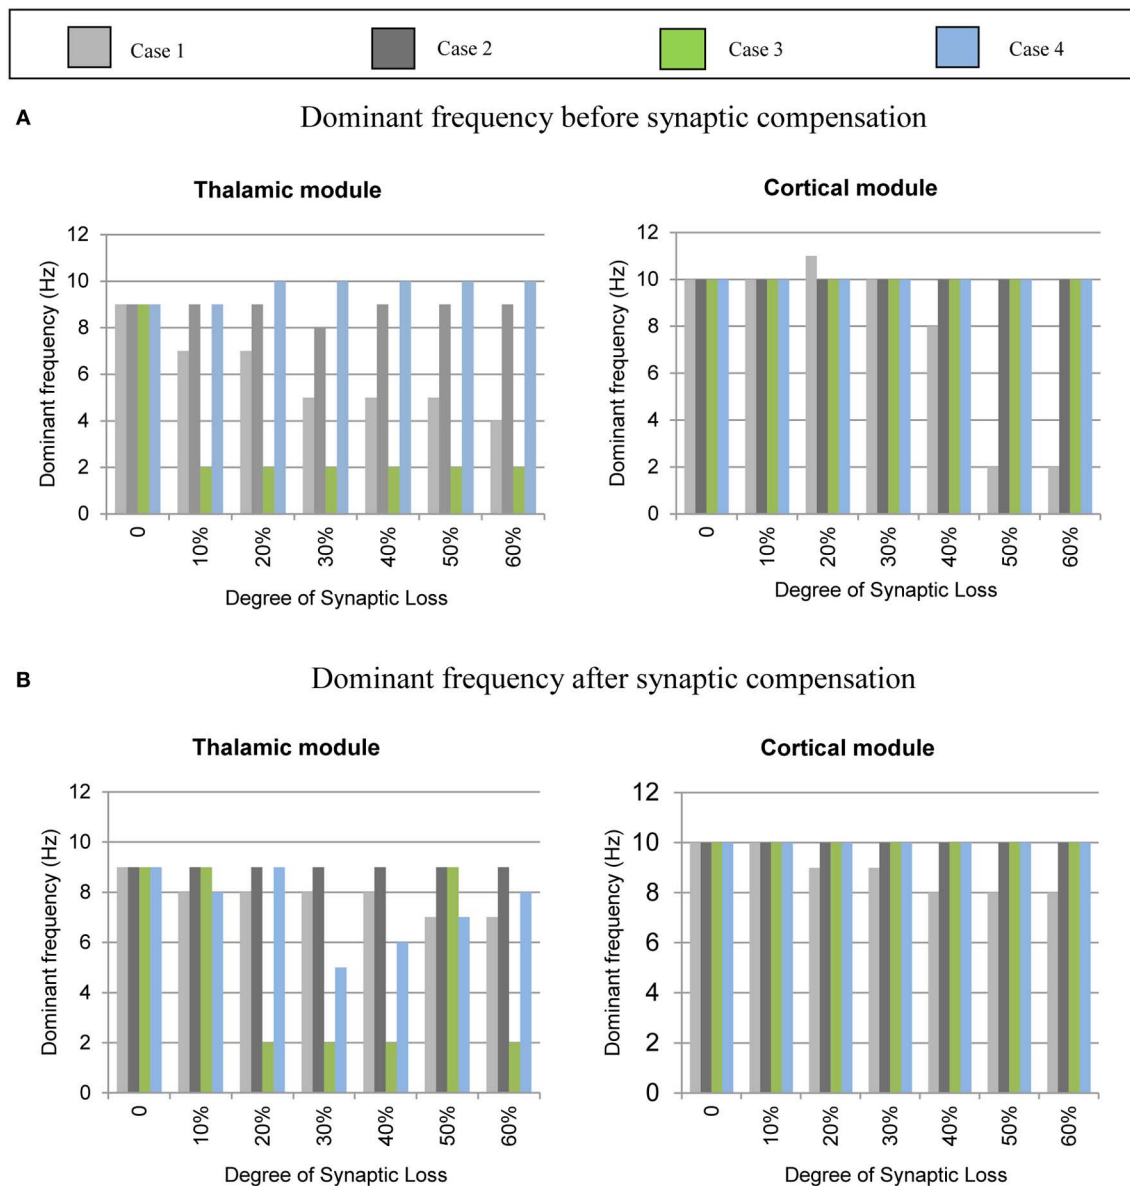 Case 1
Case 2
Case 3
Case 4
A
Dominant frequency before synaptic compensation
Thalamic module
Dominant frequency (Hz)
12
10
8
6
4
2
0
0
10%
20%
30%
40%
50%
60%
Degree of Synaptic Loss
Cortical module
Dominant frequency (Hz)
12
10
8
6
4
2
0
0
10%
20%
30%
40%
50%
60%
Degree of Synaptic Loss
B
Dominant frequency after synaptic compensation
Thalamic module
Dominant frequency (Hz)
12
10
8
6
4
2
0
0
10%
20%
30%
40%
50%
60%
Degree of Synaptic Loss
Cortical module
Dominant frequency (Hz)
12
10
8
6
4
2
0
0
10%
20%
30%
40%
50%
60%
Degree of Synaptic Loss